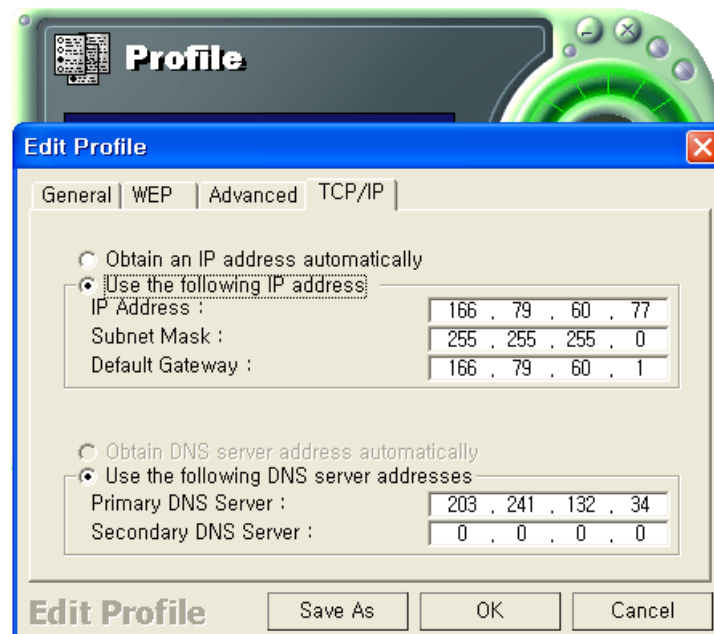 Profile
Edit Profile
General WEP Advanced TCP/IP
Obtain an IP address automatically
Use the following IP address
IP Address : 166 . 79 . 60 . 77
Subnet Mask : 255 . 255 . 255 . 0
Default Gateway : 166 . 79 . 60 . 1
Obtain DNS server address automatically
Use the following DNS server addresses
Primary DNS Server : 203 . 241 . 132 . 34
Secondary DNS Server : 0 . 0 . 0 . 0
Edit Profile Save As OK Cancel